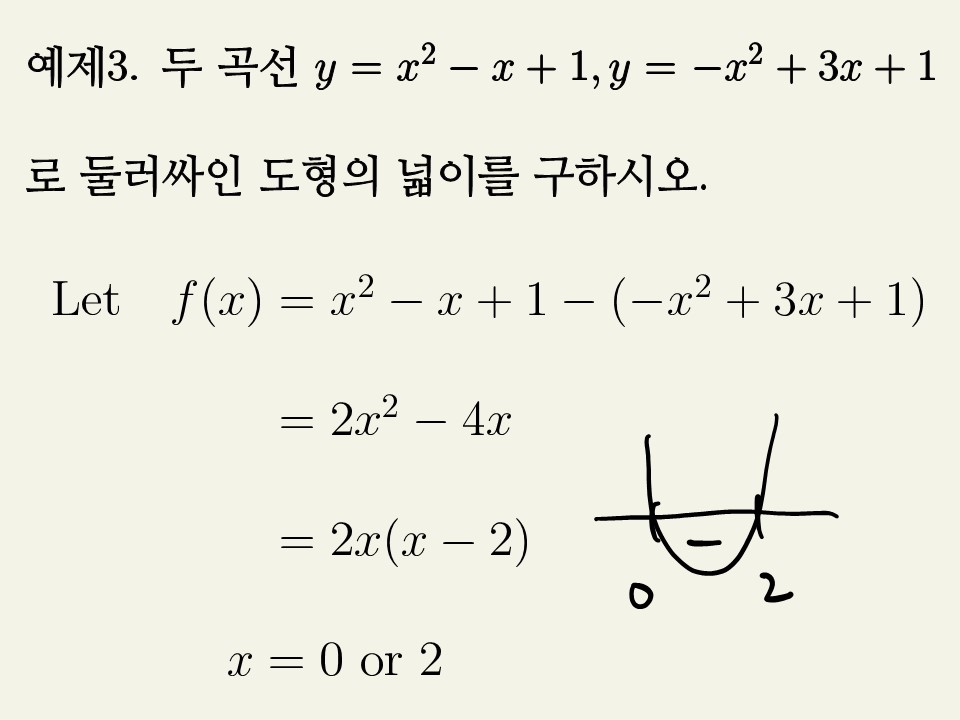 예제3. 두 곡선 y = x² − x + 1, y = −x² + 3x + 1
로 둘러싸인 도형의 넓이를 구하시오.
Let f(x) = x² − x + 1 − (−x² + 3x + 1)
= 2x² − 4x
= 2x(x − 2)
−
0 2
x = 0 or 2